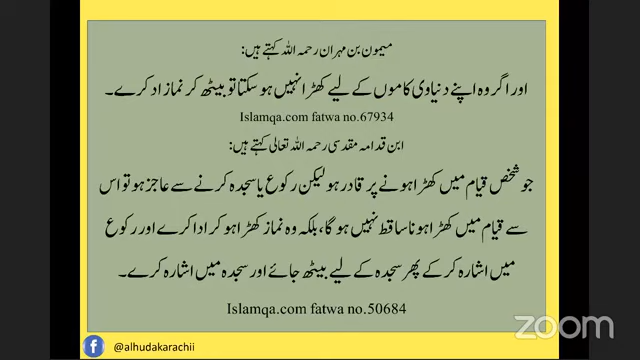 میمون بن مہران رحمہ اللہ کہتے ہیں:
اور اگر وہ اپنے دنیاوی کاموں کے لیے کھڑا نہیں ہو سکتا تو بیٹھ کر نماز اد کرے۔
Islamqa.com fatwa no.67934
ابن قدامہ مقدسی رحمہ اللہ تعالی کہتے ہیں:
جو شخص قیام میں کھڑا ہونے پر قادر ہو لیکن رکوع یا سجدہ کرنے سے عاجز ہو تو اس
سے قیام میں کھڑا ہونا ساقط نہیں ہو گا، بلکہ وہ نماز کھڑا ہو کر ادا کرے اور رکوع
میں اشارہ کر کے پھر سجدہ کے لیے بیٹھ جائے اور سجدہ میں اشارہ کرے۔
Islamqa.com fatwa no.50684
zoom
f @alhudakarachii